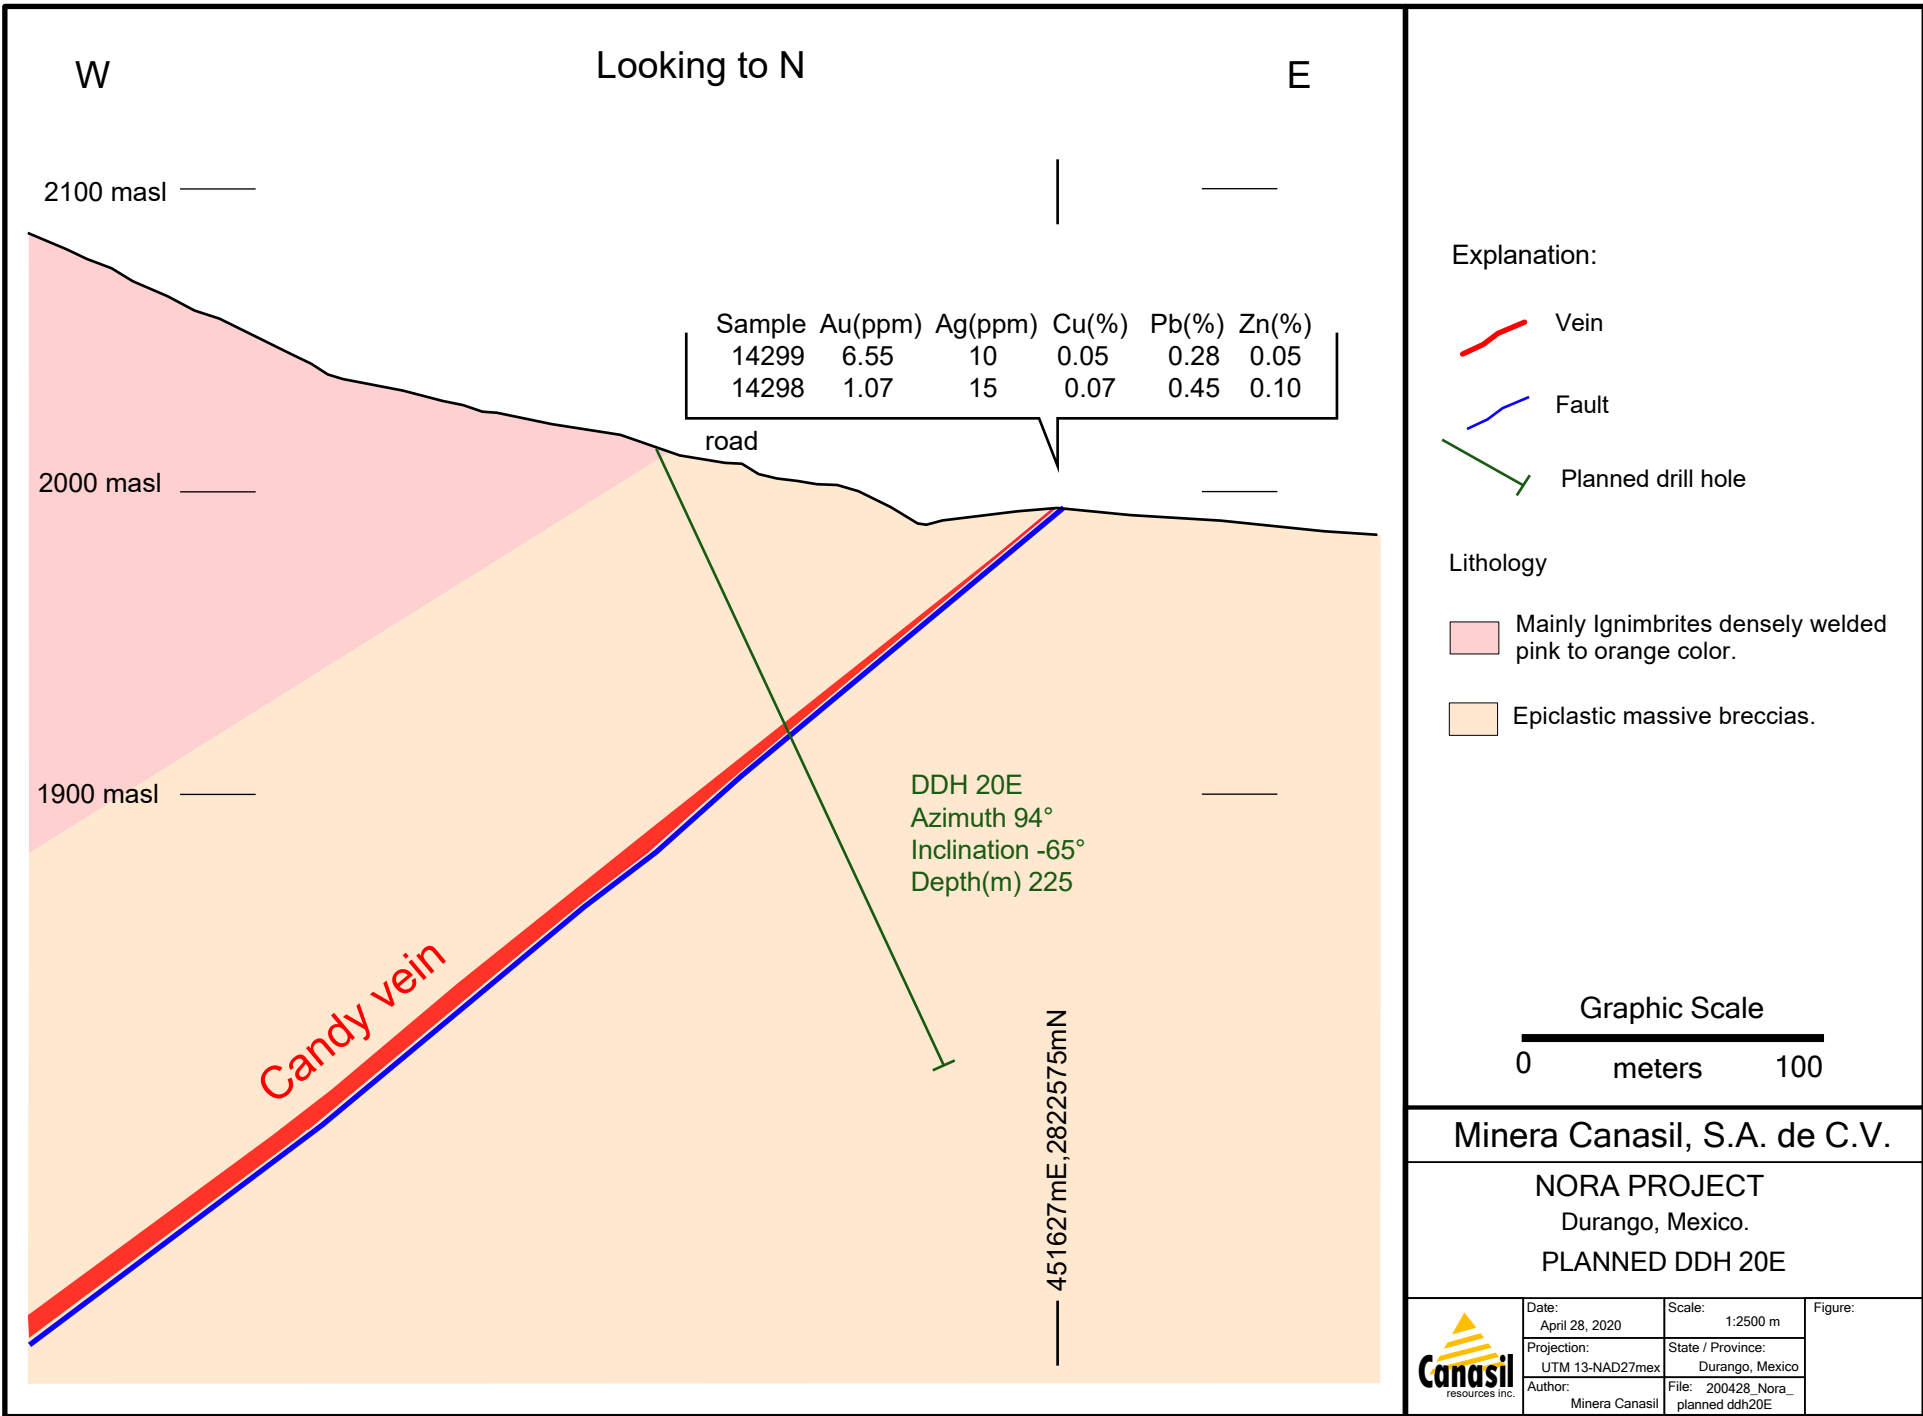 W
Looking to N
E
2100 masl
Sample Au(ppm) Ag(ppm) Cu(%) Pb(%) Zn(%)
14299 6.55 10 0.05 0.28 0.05
14298 1.07 15 0.07 0.45 0.10
road
2000 masl
1900 masl
DDH 20E
Azimuth 94°
Inclination -65°
Depth(m) 225
Candy vein
451627mE,2822575mN
Explanation:
Vein
Fault
Planned drill hole
Lithology
Mainly Ignimbrites densely welded
pink to orange color.
Epiclastic massive breccias.
Graphic Scale
0 meters 100
Minera Canasil, S.A. de C.V.
NORA PROJECT
Durango, Mexico.
PLANNED DDH 20E
Canasil
resources inc.
Date:
April 28, 2020
Scale:
1:2500 m
Figure:
Projection:
UTM 13-NAD27mex
State / Province:
Durango, Mexico
Author:
Minera Canasil
File: 200428_Nora_
planned ddh20E